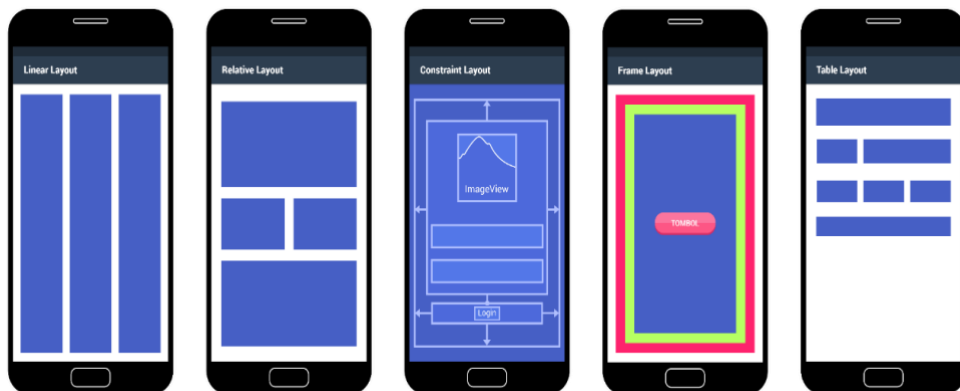 Linear Layout
Relative Layout
Constraint Layout
Frame Layout
Table Layout
ImageView
TOMBOL
Login